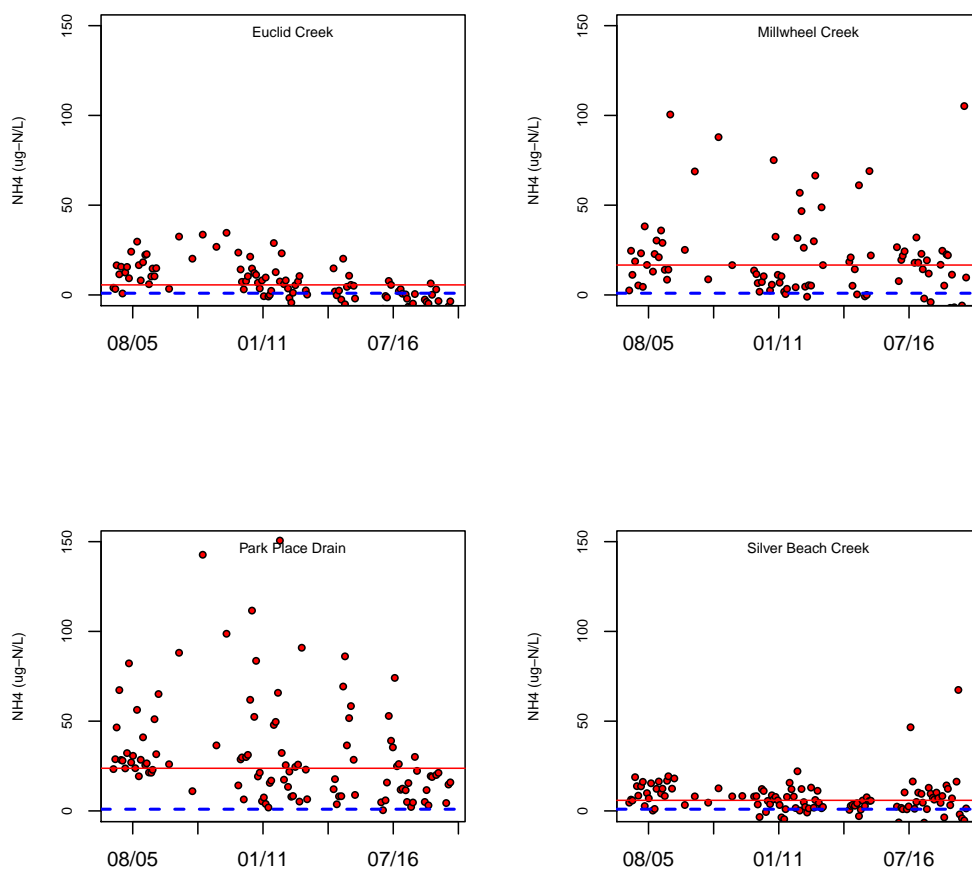 Euclid Creek
NH4 (ug−N/L)
150
100
50
0
08/05 01/11 07/16
Millwheel Creek
NH4 (ug−N/L)
150
100
50
0
08/05 01/11 07/16
Park Place Drain
NH4 (ug−N/L)
150
100
50
0
08/05 01/11 07/16
Silver Beach Creek
NH4 (ug−N/L)
150
100
50
0
08/05 01/11 07/16